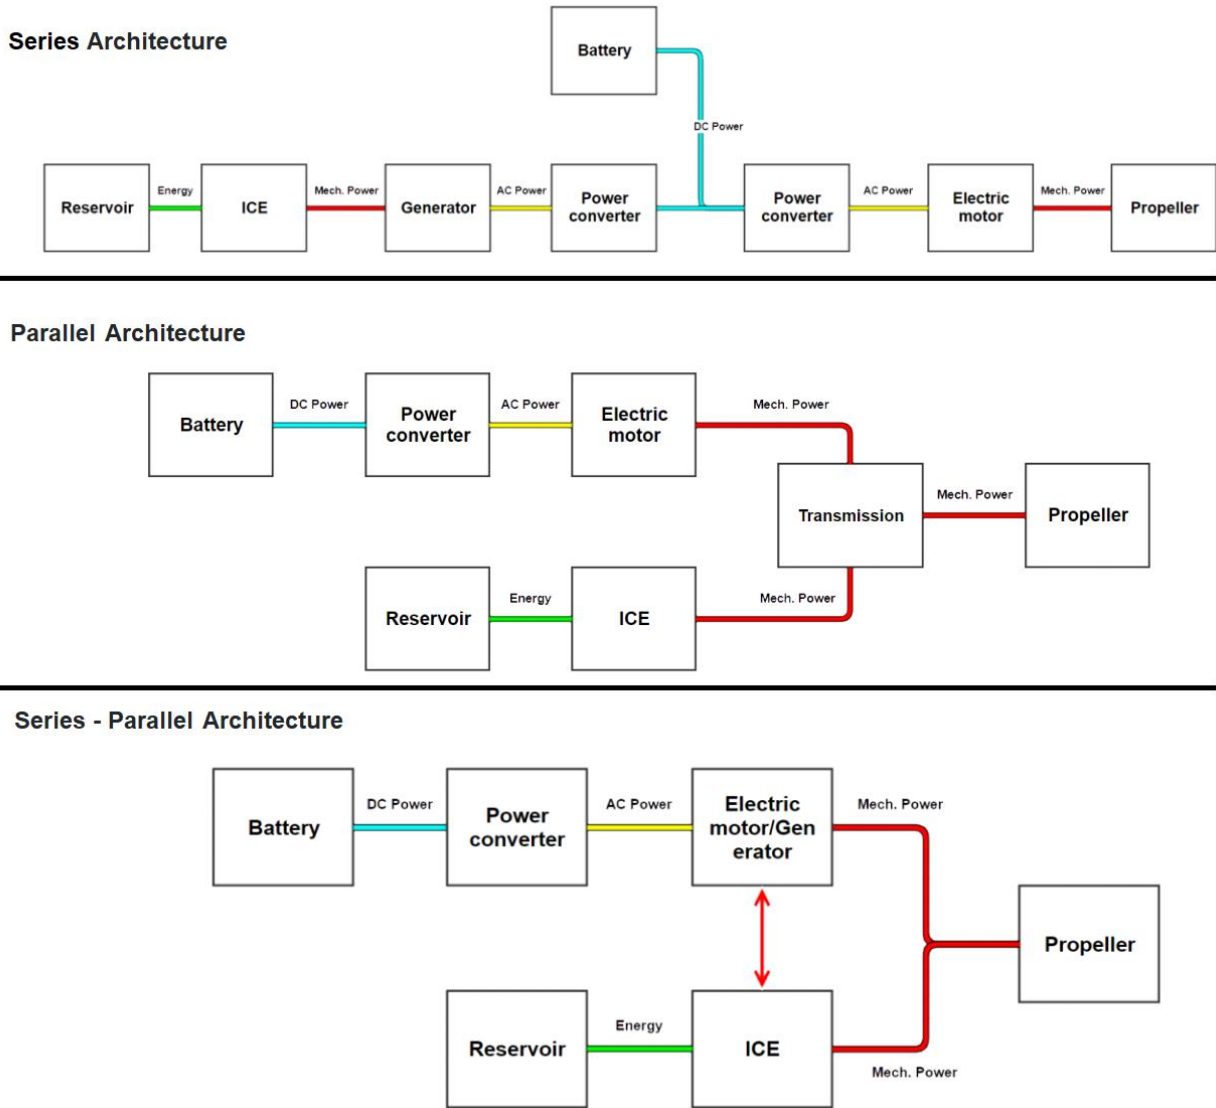 Series Architecture
Battery
DC Power
Reservoir
Energy
ICE
Mech. Power
Generator
AC Power
Power
converter
Power
converter
AC Power
Electric
motor
Mech. Power
Propeller
Parallel Architecture
Battery
DC Power
Power
converter
AC Power
Electric
motor
Mech. Power
Transmission
Mech. Power
Propeller
Reservoir
Energy
ICE
Mech. Power
Series - Parallel Architecture
Battery
DC Power
Power
converter
AC Power
Electric
motor/Gen
erator
Mech. Power
Propeller
Reservoir
Energy
ICE
Mech. Power